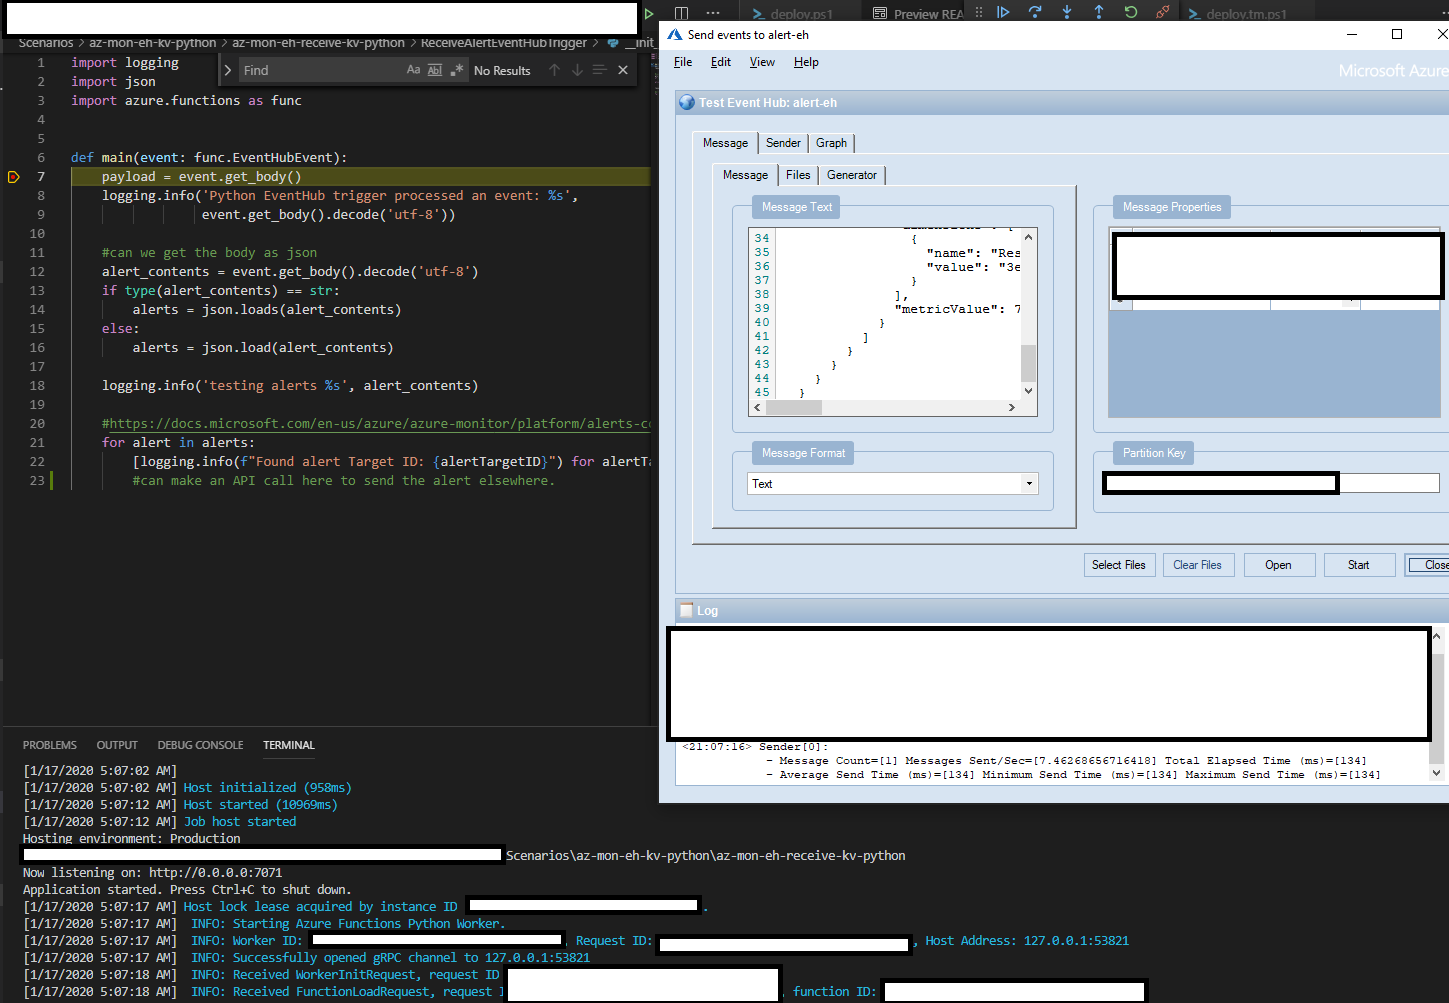 deploy.ps1
Preview REA
deploy.tm.ps1
Scenarios > az-mon-eh-kv-python > az-mon-eh-receive-kv-python > ReceiveAlertEventHubTrigger > __init_
Find
Aa Abl .*
No Results
1 import logging
2 import json
3 import azure.functions as func
4
5
6 def main(event: func.EventHubEvent):
7 payload = event.get_body()
8 logging.info('Python EventHub trigger processed an event: %s',
9 event.get_body().decode('utf-8'))
10
11 #can we get the body as json
12 alert_contents = event.get_body().decode('utf-8')
13 if type(alert_contents) == str:
14 alerts = json.loads(alert_contents)
15 else:
16 alerts = json.load(alert_contents)
17
18 logging.info('testing alerts %s', alert_contents)
19
20 #https://docs.microsoft.com/en-us/azure/azure-monitor/platform/alerts-co
21 for alert in alerts:
22 [logging.info(f"Found alert Target ID: {alertTargetID}") for alertTa
23 #can make an API call here to send the alert elsewhere.
Send events to alert-eh
File Edit View Help
Microsoft Azure
Test Event Hub: alert-eh
Message Sender Graph
Message Files Generator
Message Text
34 {
35 "name": "Res
36 "value": "3e
37 }
38 ],
39 "metricValue": 7
40 }
41 ]
42 }
43 }
44 }
45 }
Message Properties
Message Format
Text
Partition Key
Select Files Clear Files Open Start Close
Log
<21:07:16> Sender[0]:
- Message Count=[1] Messages Sent/Sec=[7.46268656716418] Total Elapsed Time (ms)=[134]
- Average Send Time (ms)=[134] Minimum Send Time (ms)=[134] Maximum Send Time (ms)=[134]
PROBLEMS OUTPUT DEBUG CONSOLE TERMINAL
[1/17/2020 5:07:02 AM]
[1/17/2020 5:07:02 AM] Host initialized (958ms)
[1/17/2020 5:07:12 AM] Host started (10969ms)
[1/17/2020 5:07:12 AM] Job host started
Hosting environment: Production
Scenarios\az-mon-eh-kv-python\az-mon-eh-receive-kv-python
Now listening on: http://0.0.0.0:7071
Application started. Press Ctrl+C to shut down.
[1/17/2020 5:07:17 AM] Host lock lease acquired by instance ID .
[1/17/2020 5:07:17 AM] INFO: Starting Azure Functions Python Worker.
[1/17/2020 5:07:17 AM] INFO: Worker ID: , Request ID: , Host Address: 127.0.0.1:53821
[1/17/2020 5:07:17 AM] INFO: Successfully opened gRPC channel to 127.0.0.1:53821
[1/17/2020 5:07:18 AM] INFO: Received WorkerInitRequest, request ID
[1/17/2020 5:07:18 AM] INFO: Received FunctionLoadRequest, request I function ID: